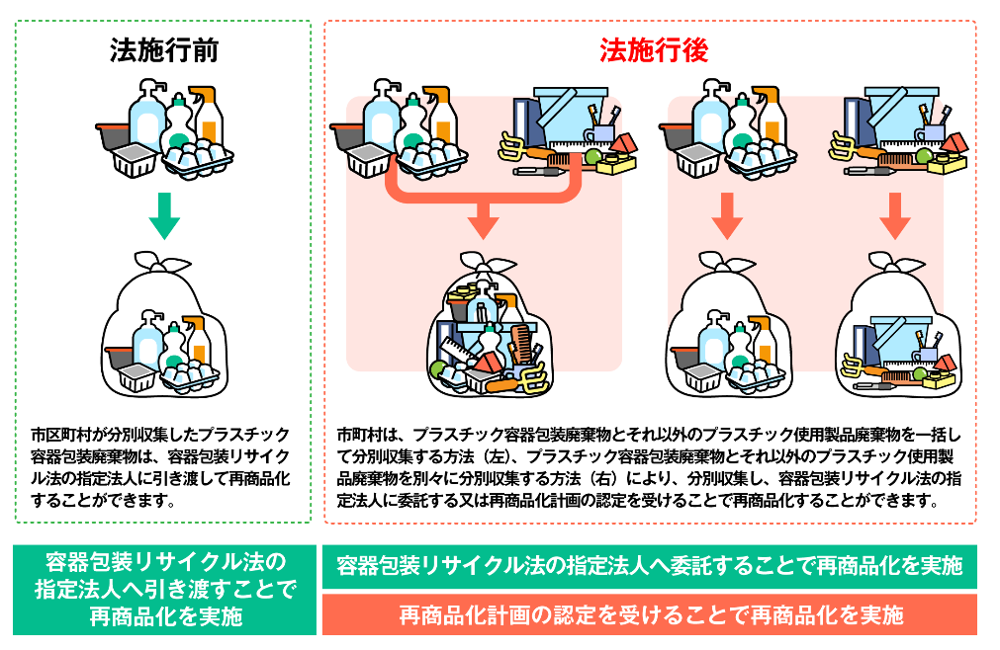 法施行前
市区町村が分別収集したプラスチック
容器包装廃棄物は、容器包装リサイク
ル法の指定法人に引き渡して再商品化
することができます。
容器包装リサイクル法の
指定法人へ引き渡すことで
再商品化を実施
法施行後
市町村は、プラスチック容器包装廃棄物とそれ以外のプラスチック使用製品廃棄物を一括し
て分別収集する方法（左）、プラスチック容器包装廃棄物とそれ以外のプラスチック使用製
品廃棄物を別々に分別収集する方法（右）により、分別収集し、容器包装リサイクル法の指
定法人に委託する又は再商品化計画の認定を受けることで再商品化することができます。
容器包装リサイクル法の指定法人へ委託することで再商品化を実施
再商品化計画の認定を受けることで再商品化を実施